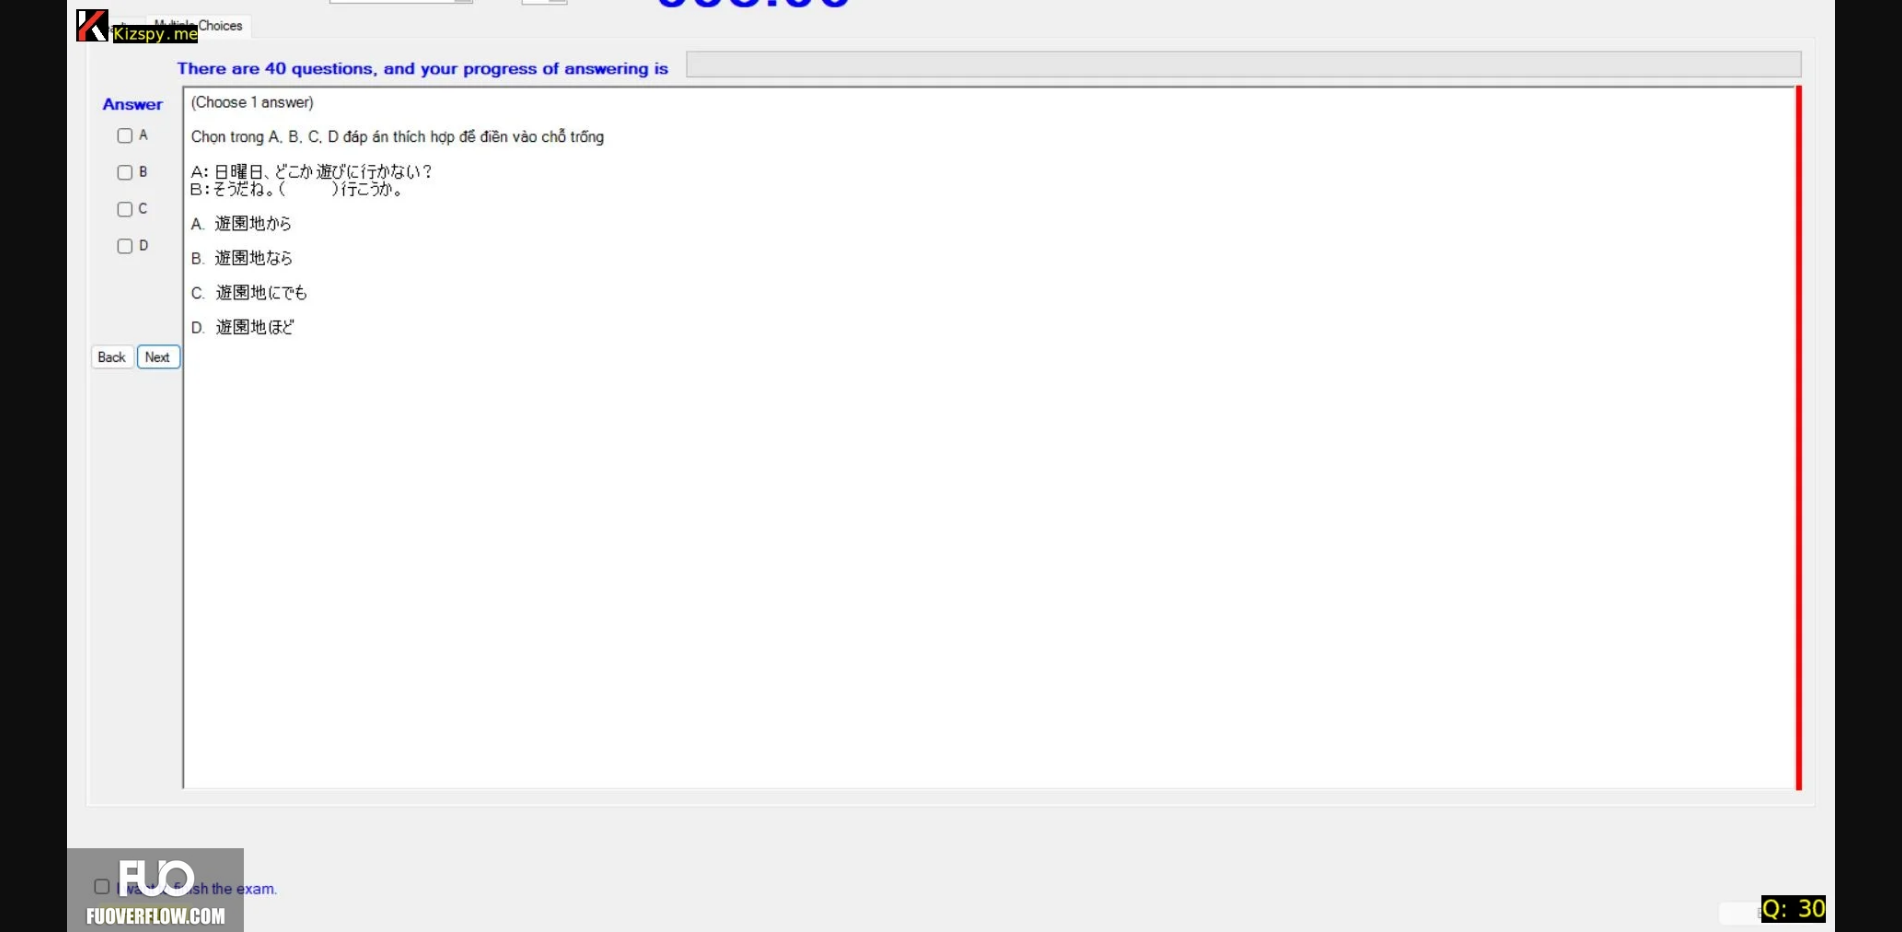 Choices
Kizspy.me
There are 40 questions, and your progress of answering is
Answer
(Choose 1 answer)
A
Chọn trong A, B, C, D đáp án thích hợp để điền vào chỗ trống
B
A: 日曜日、どこか遊びに行かない？
B:そうだね。(　　　)行こうか。
C
A. 遊園地から
D
B. 遊園地なら
C. 遊園地にでも
D. 遊園地ほど
Back Next
FUO
I want finish the exam.
FUOVERFLOW.COM
Q: 30